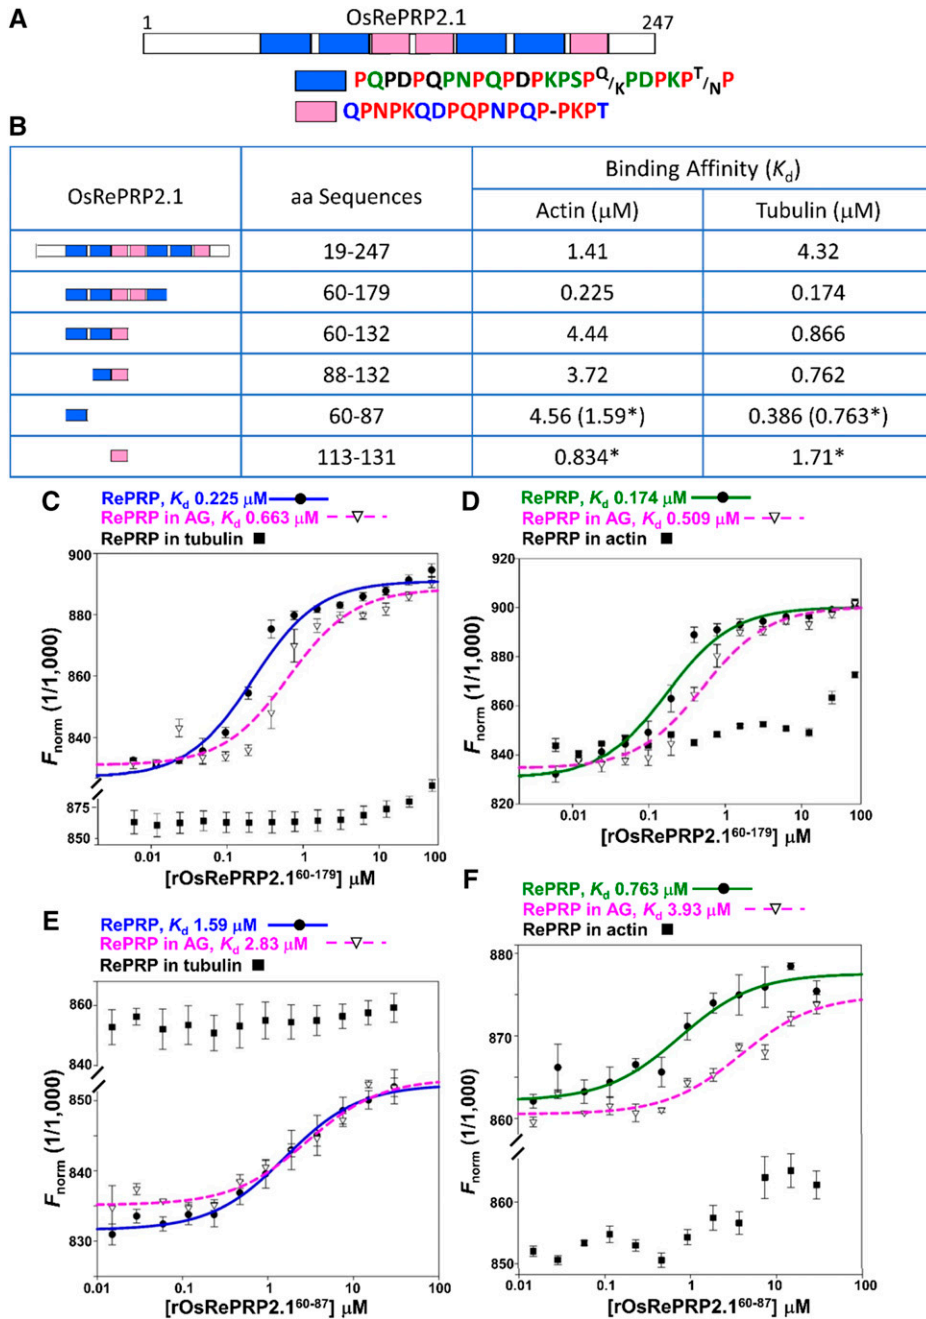 A
OsRePRP2.1
1
247
PQPDPQPNPQPDPKPSPQ/KPDPKPT/NP
QPNPKQDPQPNPQP-PKPT
B
OsRePRP2.1
aa Sequences
Binding Affinity (Kd)
Actin (μM)
Tubulin (μM)
19-247
1.41
4.32
60-179
0.225
0.174
60-132
4.44
0.866
88-132
3.72
0.762
60-87
4.56 (1.59*)
0.386 (0.763*)
113-131
0.834*
1.71*
C
RePRP, Kd 0.225 μM
RePRP in AG, Kd 0.663 μM
RePRP in tubulin
900
880
860
840
875
850
Fnorm (1/1,000)
0.01 0.1 1 10 100
[rOsRePRP2.1⁶⁰⁻¹⁷⁹] μM
D
RePRP, Kd 0.174 μM
RePRP in AG, Kd 0.509 μM
RePRP in actin
920
900
880
860
840
820
Fnorm (1/1,000)
0.01 0.1 1 10 100
[rOsRePRP2.1⁶⁰⁻¹⁷⁹] μM
E
RePRP, Kd 1.59 μM
RePRP in AG, Kd 2.83 μM
RePRP in tubulin
860
840
850
840
830
Fnorm (1/1,000)
0.01 0.1 1 10 100
[rOsRePRP2.1⁶⁰⁻⁸⁷] μM
F
RePRP, Kd 0.763 μM
RePRP in AG, Kd 3.93 μM
RePRP in actin
880
870
860
860
850
Fnorm (1/1,000)
0.01 0.1 1 10 100
[rOsRePRP2.1⁶⁰⁻⁸⁷] μM